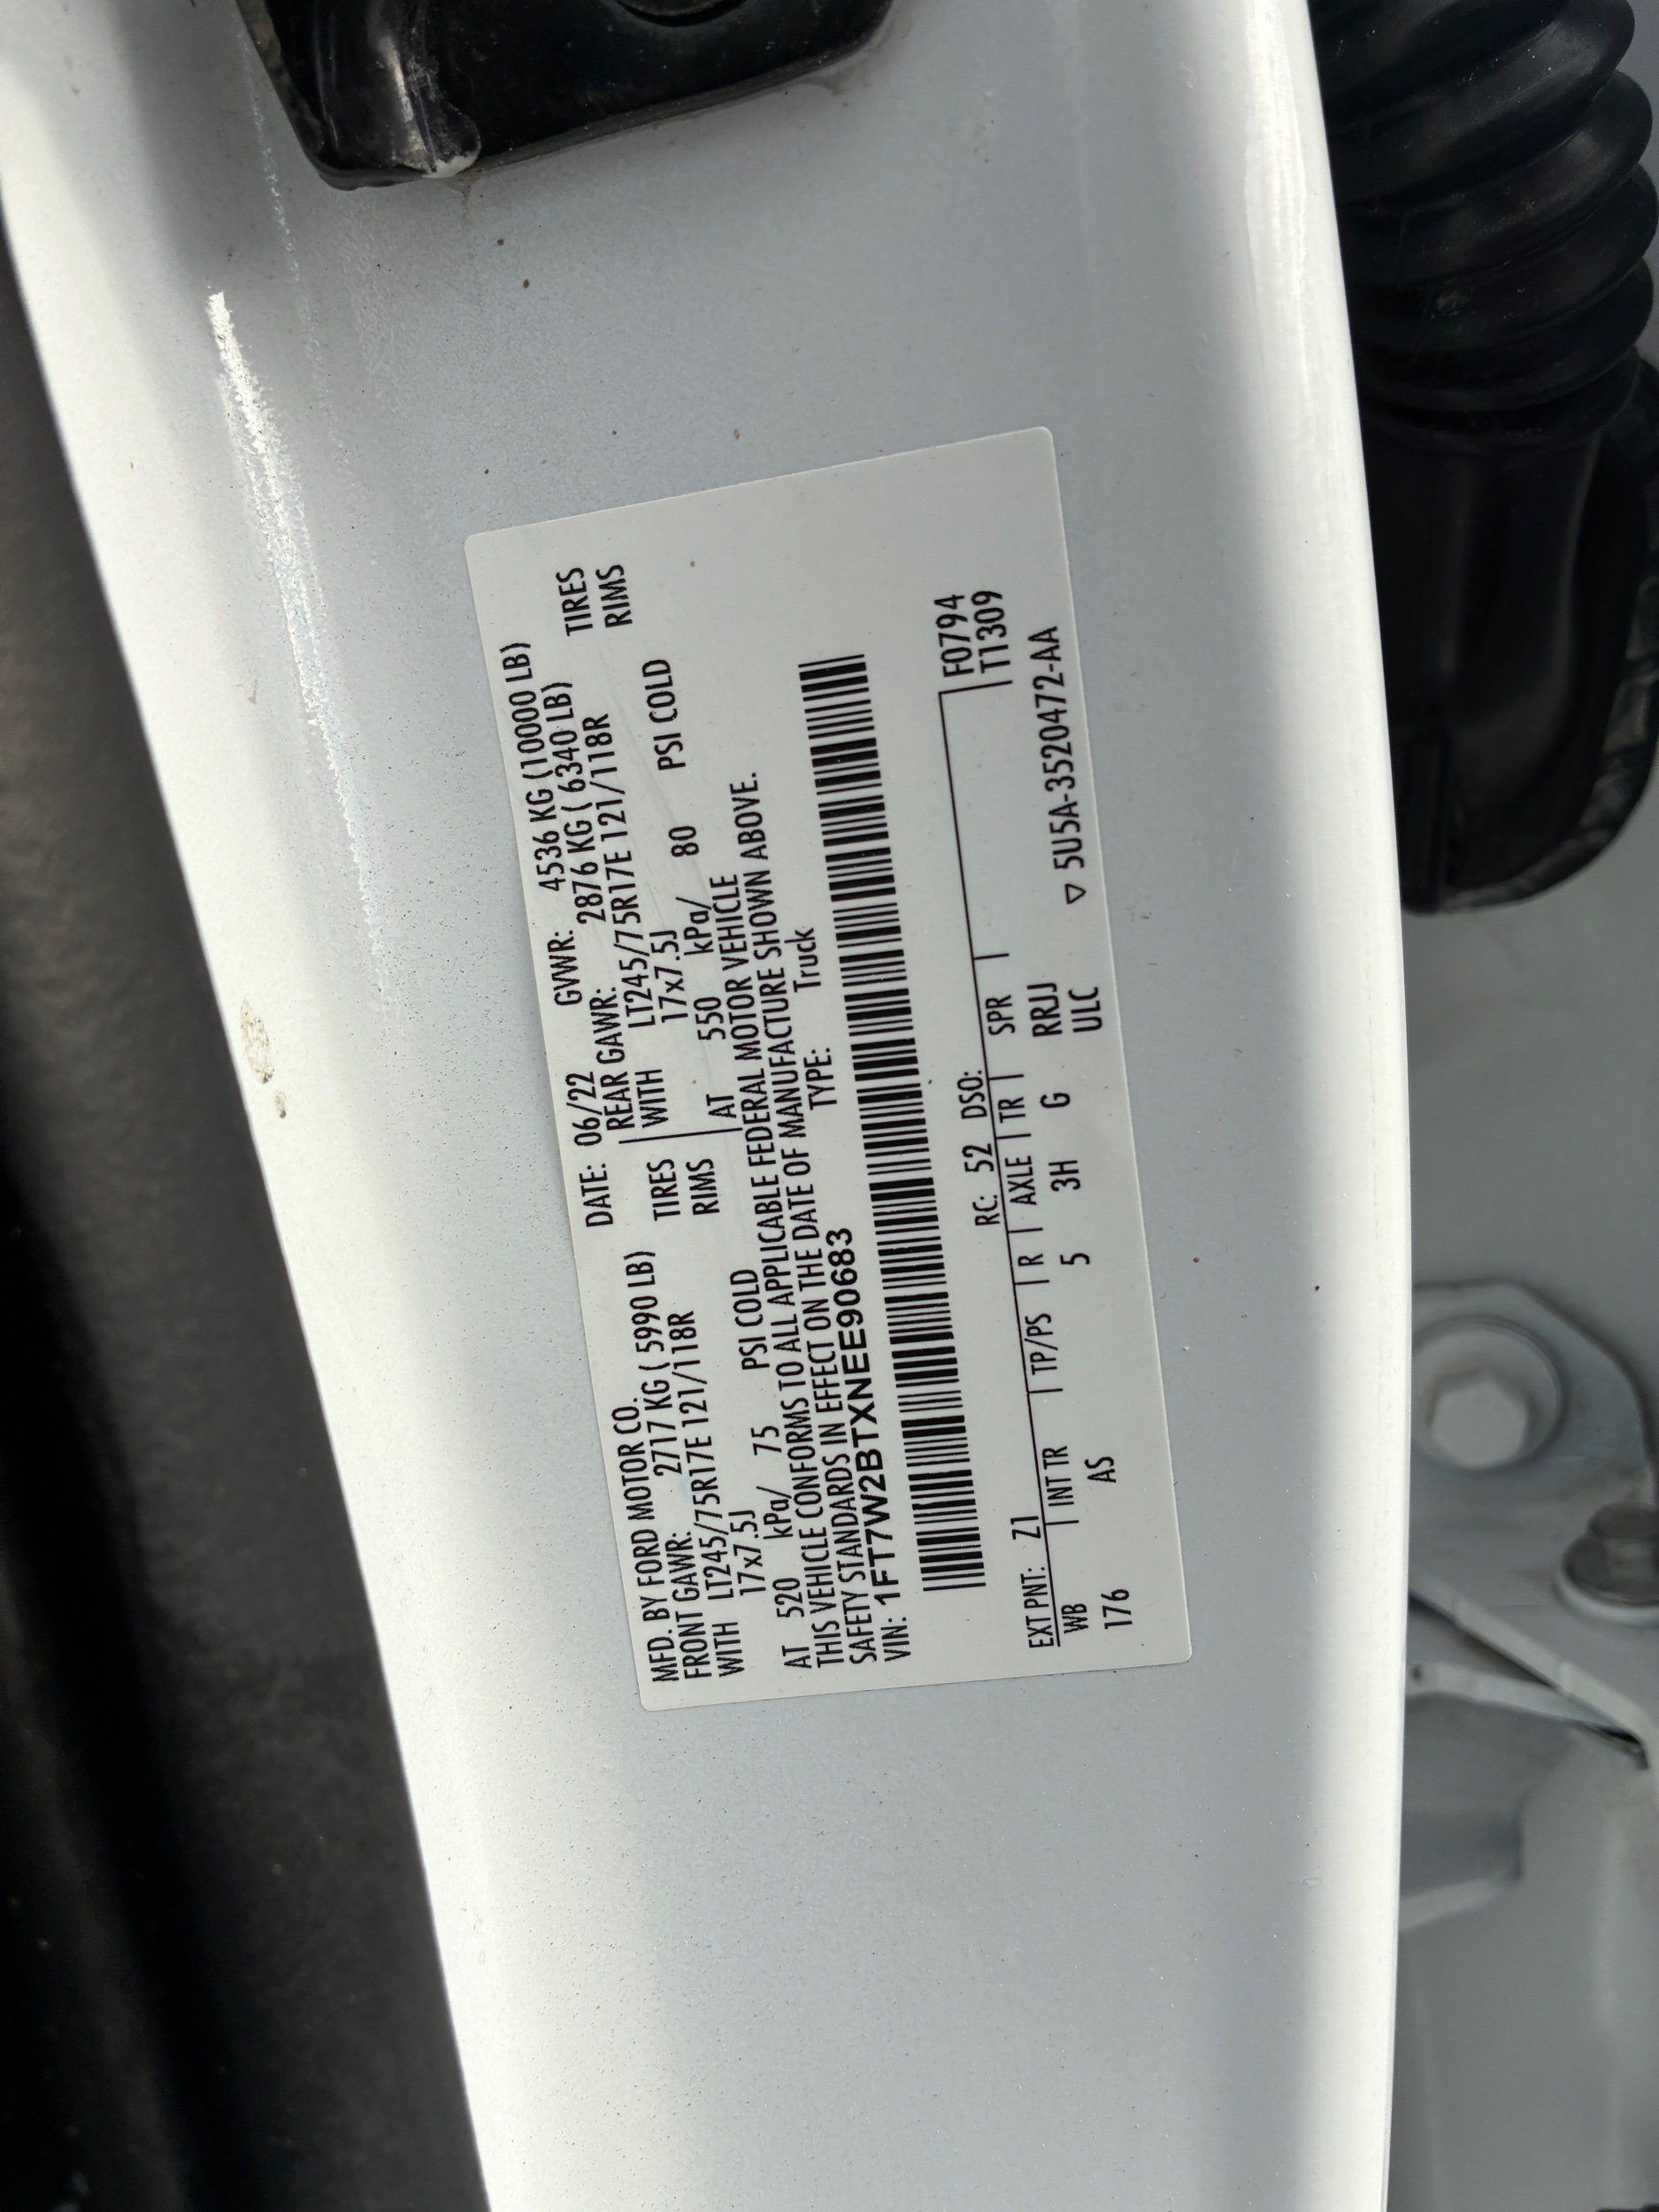 MFD. BY FORD MOTOR CO. DATE: 06/22 GVWR: 4536 KG (10000 LB)
FRONT GAWR: 2717 KG ( 5990 LB) REAR GAWR: 2876 KG ( 6340 LB)
WITH LT245/75R17E 121/118R TIRES WITH LT245/75R17E 121/118R TIRES
17x7.5J RIMS 17x7.5J RIMS
AT 520 kPa/ 75 PSI COLD AT 550 kPa/ 80 PSI COLD
THIS VEHICLE CONFORMS TO ALL APPLICABLE FEDERAL MOTOR VEHICLE
SAFETY STANDARDS IN EFFECT ON THE DATE OF MANUFACTURE SHOWN ABOVE.
VIN: 1FT7W2BTXNEE90683 TYPE: Truck
EXT PNT: Z1 RC: 52 DSO: F0794
WB INT TR TP/PS R AXLE TR SPR T1309
176 AS 5 3H G RRJJ
ULC ▽ 5U5A-3520472-AA